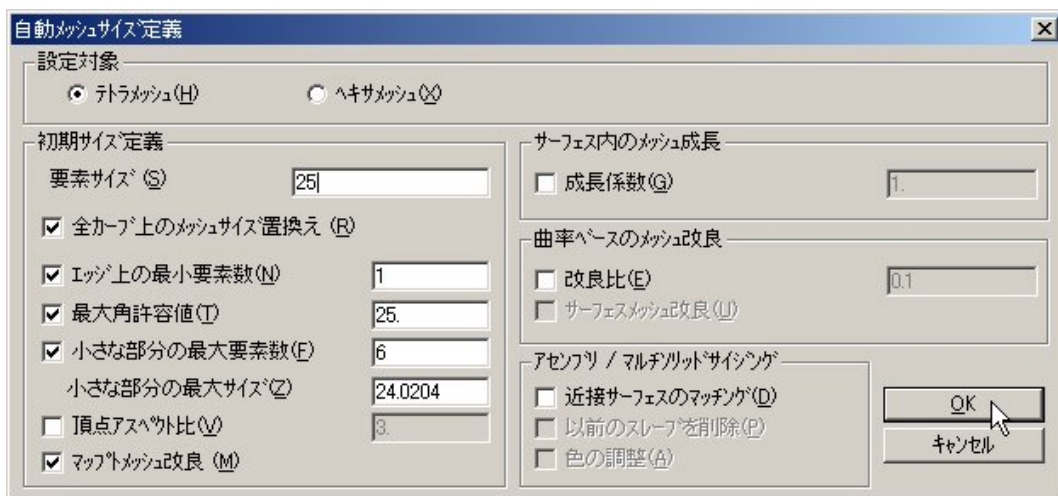 自動ﾒｯｼｭｻｲｽﾞ定義
設定対象
ﾃﾄﾗﾒｯｼｭ(H)
ﾍｷｻﾒｯｼｭ(X)
初期ｻｲｽﾞ定義
要素ｻｲｽﾞ(S)
25
全ｶｰﾌﾞ上のﾒｯｼｭｻｲｽﾞ置換え (R)
ｴｯｼﾞ上の最小要素数(N)
1
最大角許容値(T)
25.
小さな部分の最大要素数(F)
6
小さな部分の最大ｻｲｽﾞ(Z)
24.0204
頂点ｱｽﾍﾟｸﾄ比(V)
3.
ﾏｯﾌﾟﾄﾞﾒｯｼｭ改良 (M)
ｻｰﾌｪｽ内のﾒｯｼｭ成長
成長係数(G)
1.
曲率ﾍﾞｰｽのﾒｯｼｭ改良
改良比(E)
0.1
ｻｰﾌｪｽﾒｯｼｭ改良(U)
ｱｾﾝﾌﾞﾘ / ﾏﾙﾁｿﾘｯﾄﾞｻｲｼﾞﾝｸﾞ
近接ｻｰﾌｪｽのﾏｯﾁﾝｸﾞ(D)
以前のｽﾚｰﾌﾞを削除(P)
色の調整(A)
OK
ｷｬﾝｾﾙ